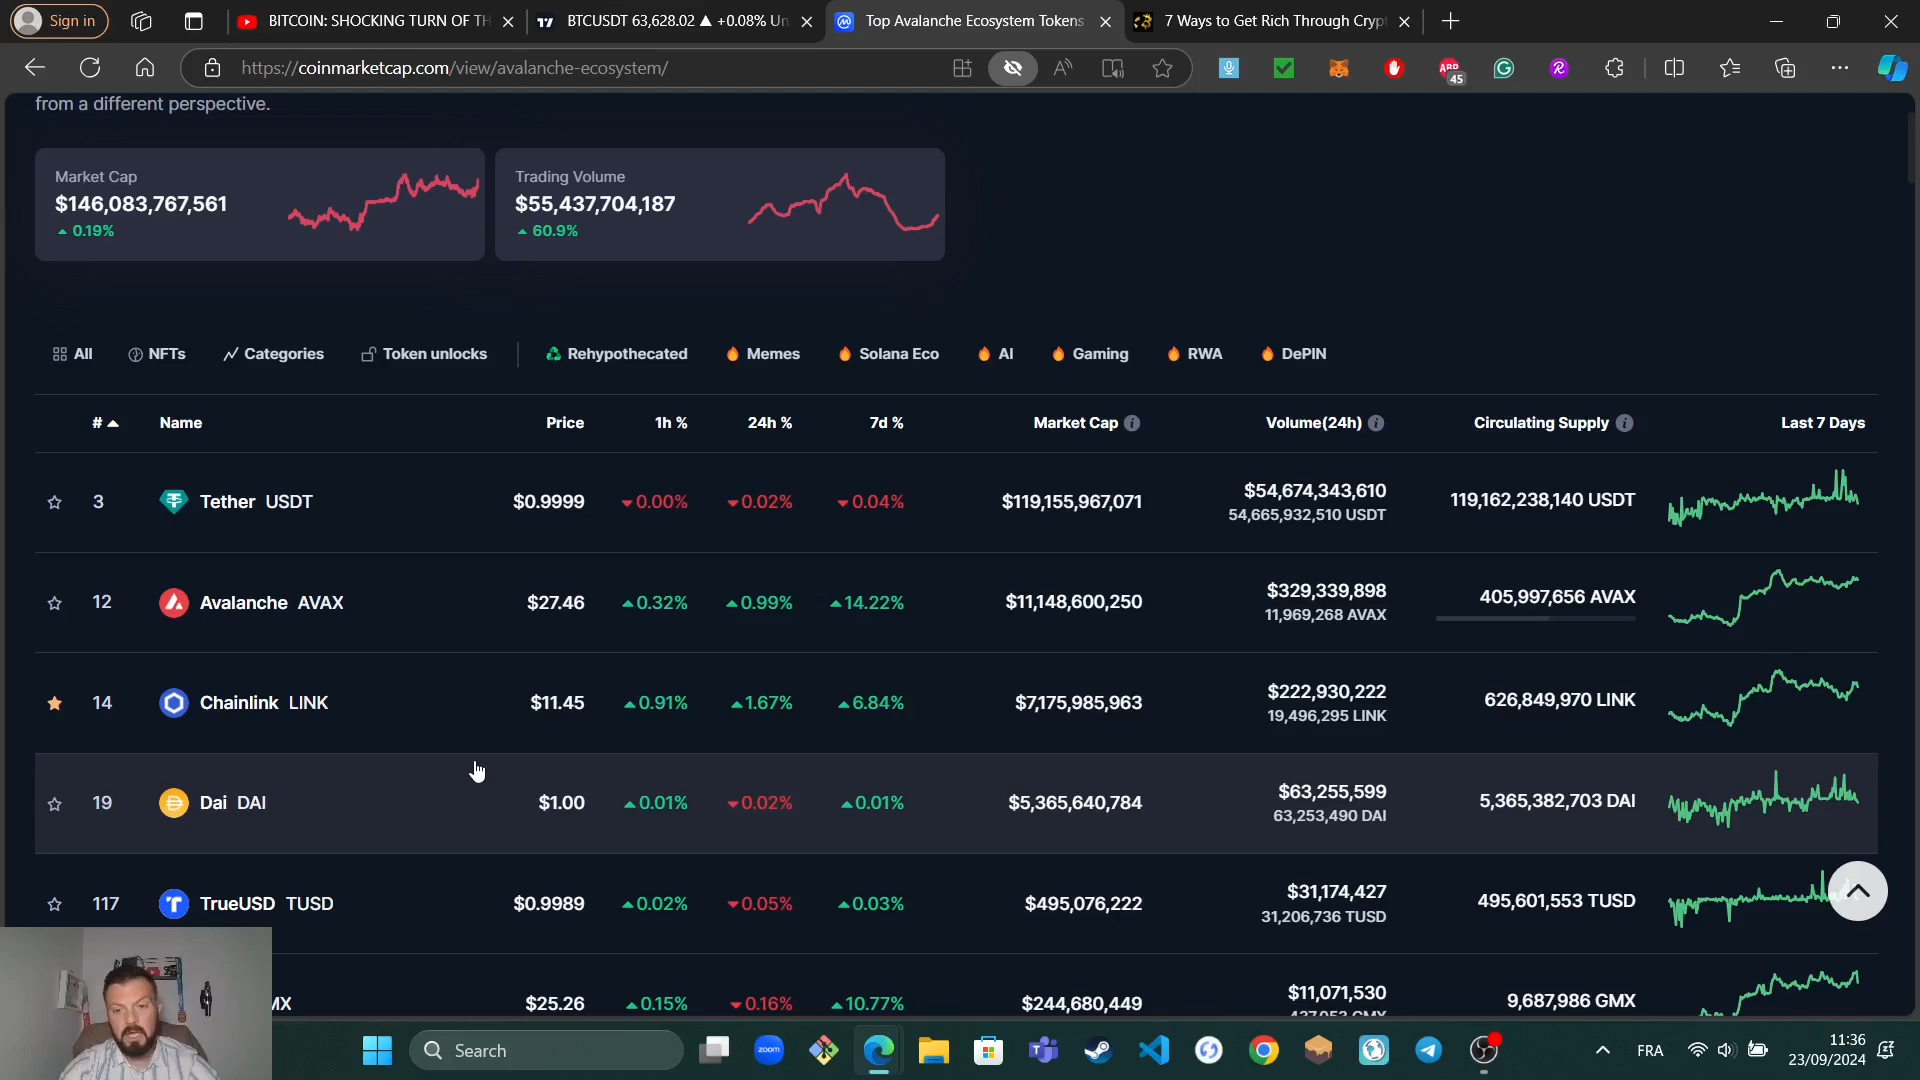 Sign in
BITCOIN: SHOCKING TURN OF TH
BTCUSDT 63,628.02 ▲ +0.08% Un
Top Avalanche Ecosystem Tokens
7 Ways to Get Rich Through Cryp
https://coinmarketcap.com/view/avalanche-ecosystem/
ABP
45
from a different perspective.
Market Cap
$146,083,767,561
0.19%
Trading Volume
$55,437,704,187
60.9%
All NFTs Categories Token unlocks Rehypothecated Memes Solana Eco AI Gaming RWA DePIN
# Name Price 1h % 24h % 7d % Market Cap Volume(24h) Circulating Supply Last 7 Days
3 Tether USDT $0.9999 0.00% 0.02% 0.04% $119,155,967,071 $54,674,343,610 119,162,238,140 USDT
54,665,932,510 USDT
12 Avalanche AVAX $27.46 0.32% 0.99% 14.22% $11,148,600,250 $329,339,898 405,997,656 AVAX
11,969,268 AVAX
14 Chainlink LINK $11.45 0.91% 1.67% 6.84% $7,175,985,963 $222,930,222 626,849,970 LINK
19,496,295 LINK
19 Dai DAI $1.00 0.01% 0.02% 0.01% $5,365,640,784 $63,255,599 5,365,382,703 DAI
63,253,490 DAI
117 TrueUSD TUSD $0.9989 0.02% 0.05% 0.03% $495,076,222 $31,174,427 495,601,553 TUSD
31,206,736 TUSD
MX $25.26 0.15% 0.16% 10.77% $244,680,449 $11,071,530 9,687,986 GMX
Search
zoom
FRA
11:36
23/09/2024